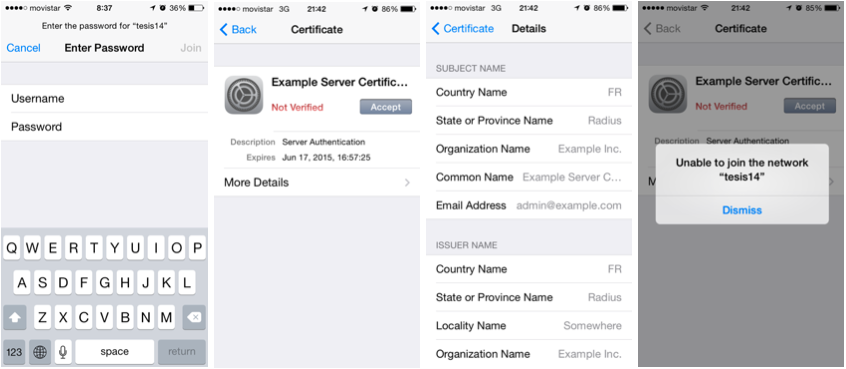 movistar 8:37 36%
Enter the password for "tesis14"
Cancel Enter Password Join
Username
Password
Q W E R T Y U I O P
A S D F G H J K L
Z X C V B N M
123 space return
movistar 3G 21:42 86%
Back Certificate
Example Server Certific...
Not Verified Accept
Description Server Authentication
Expires Jun 17, 2015, 16:57:25
More Details
movistar 3G 21:42 86%
Certificate Details
SUBJECT NAME
Country Name FR
State or Province Name Radius
Organization Name Example Inc.
Common Name Example Server C...
Email Address admin@example.com
ISSUER NAME
Country Name FR
State or Province Name Radius
Locality Name Somewhere
Organization Name Example Inc.
movistar 21:42 85%
Back Certificate
Example Server Certific...
Not Verified Accept
Description Server Authentication
M
Unable to join the network
"tesis14"
Dismiss